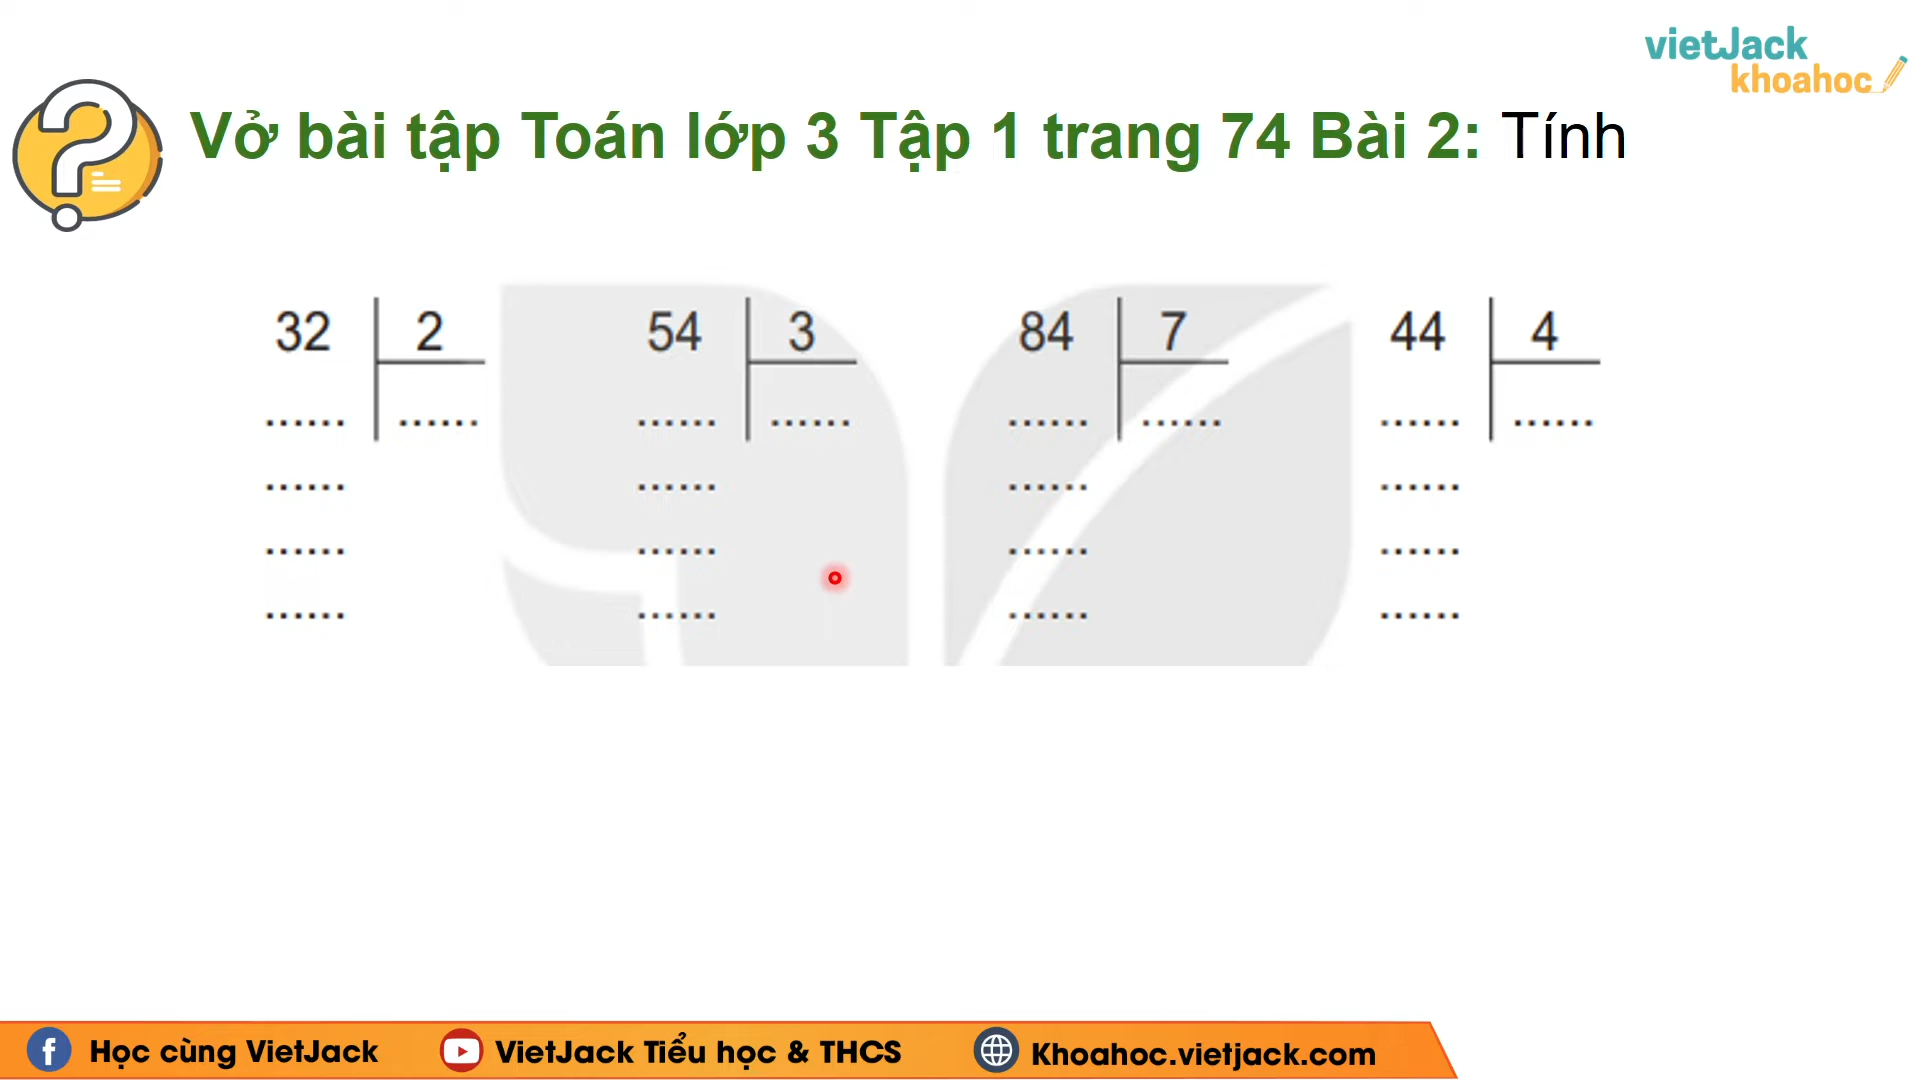 vietJack
khoahoc
Vở bài tập Toán lớp 3 Tập 1 trang 74 Bài 2: Tính
32 2 54 3 84 7 44 4
...... ...... ...... ...... ...... ...... ...... ......
...... ...... ...... ......
...... ...... ...... ......
...... ...... ...... ......
Học cùng VietJack VietJack Tiểu học & THCS Khoahoc.vietjack.com